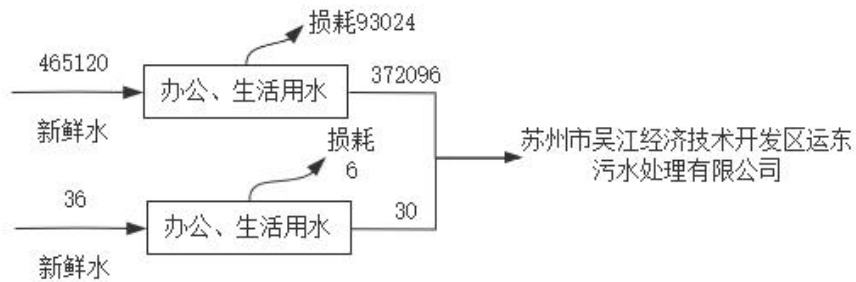 损耗93024
465120
办公、生活用水
372096
新鲜水
损耗
6
苏州市吴江经济技术开发区运东
污水处理有限公司
36
办公、生活用水
30
新鲜水